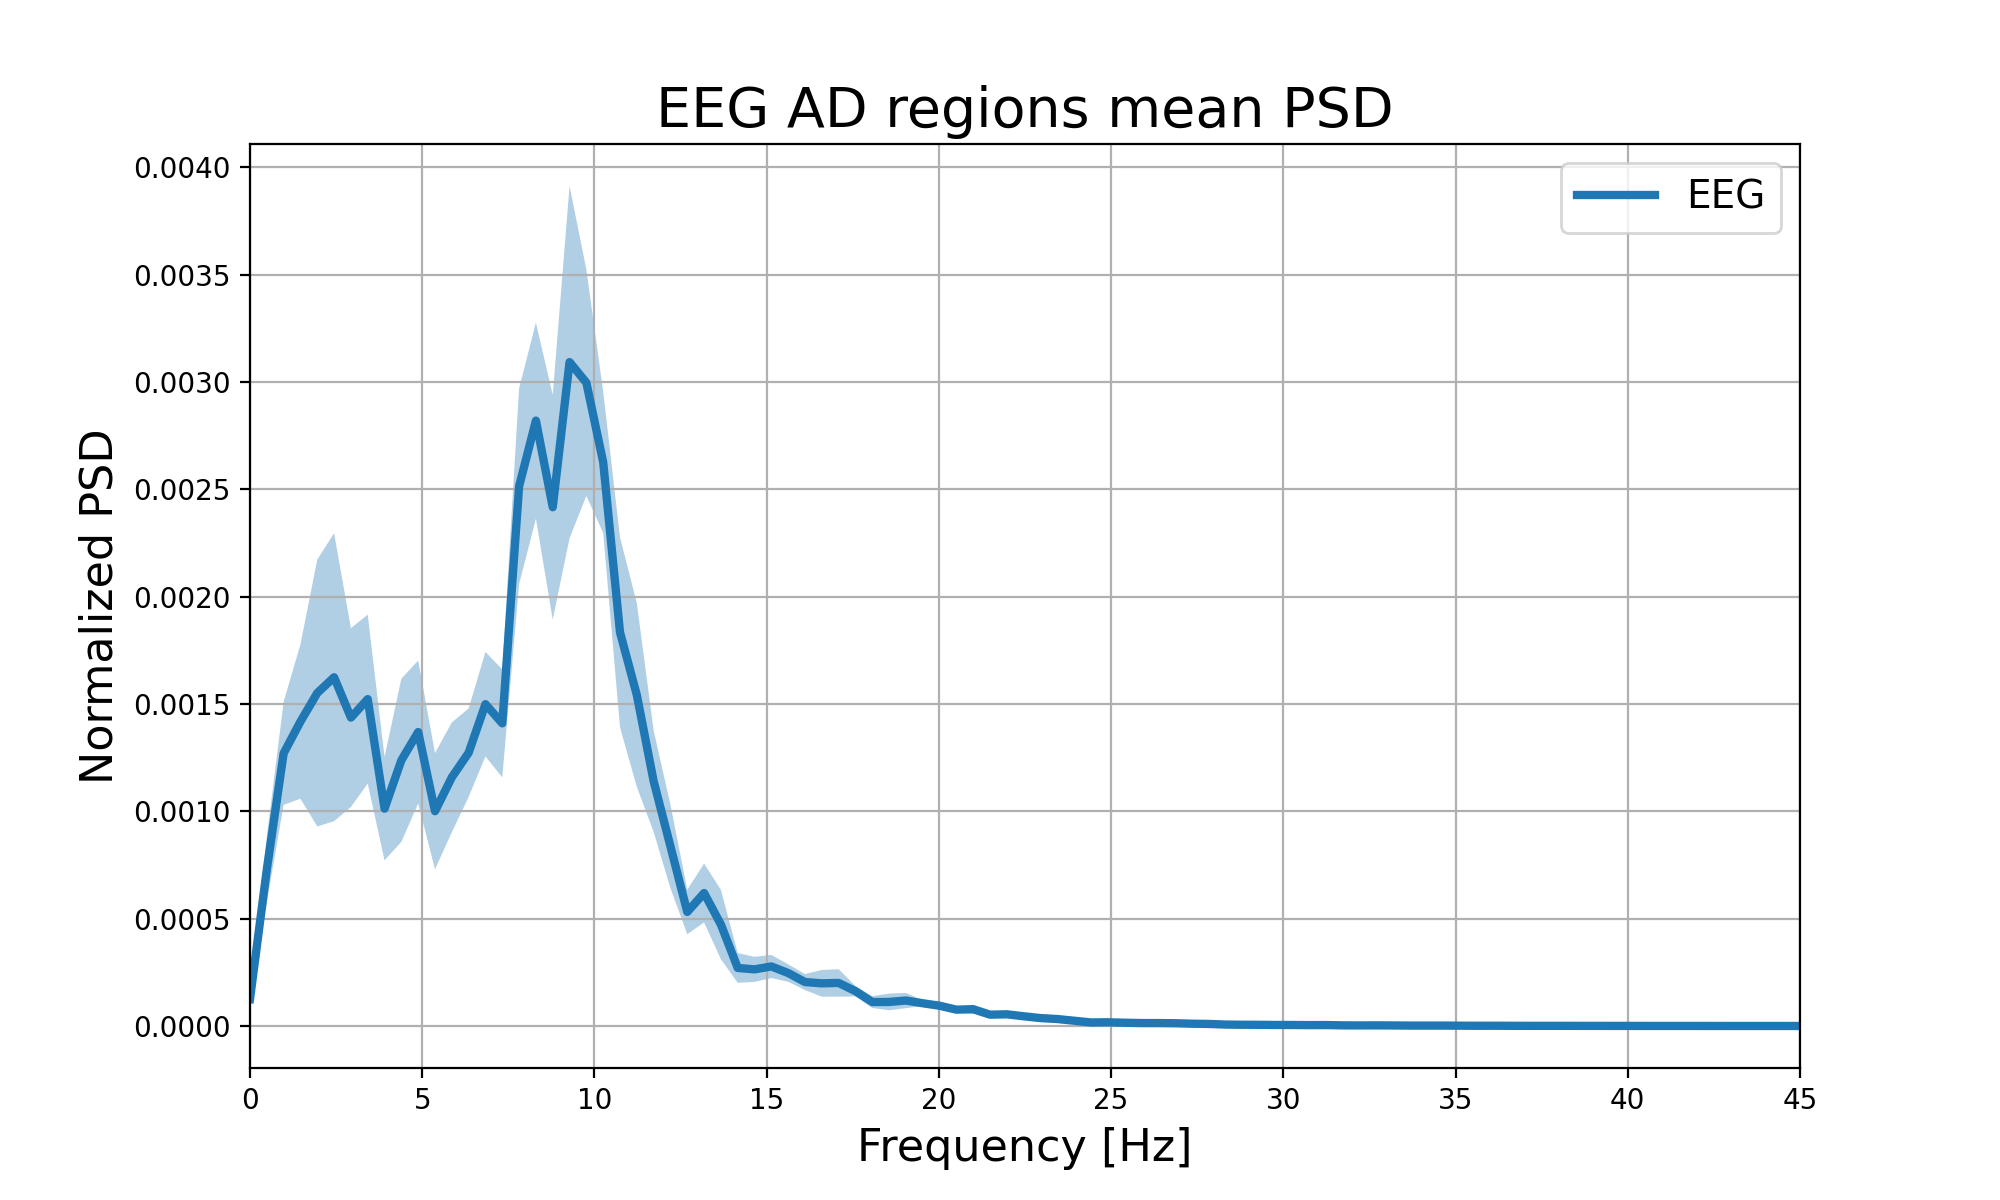 EEG AD regions mean PSD
EEG
Normalized PSD
0.0040
0.0035
0.0030
0.0025
0.0020
0.0015
0.0010
0.0005
0.0000
0 5 10 15 20 25 30 35 40 45
Frequency [Hz]